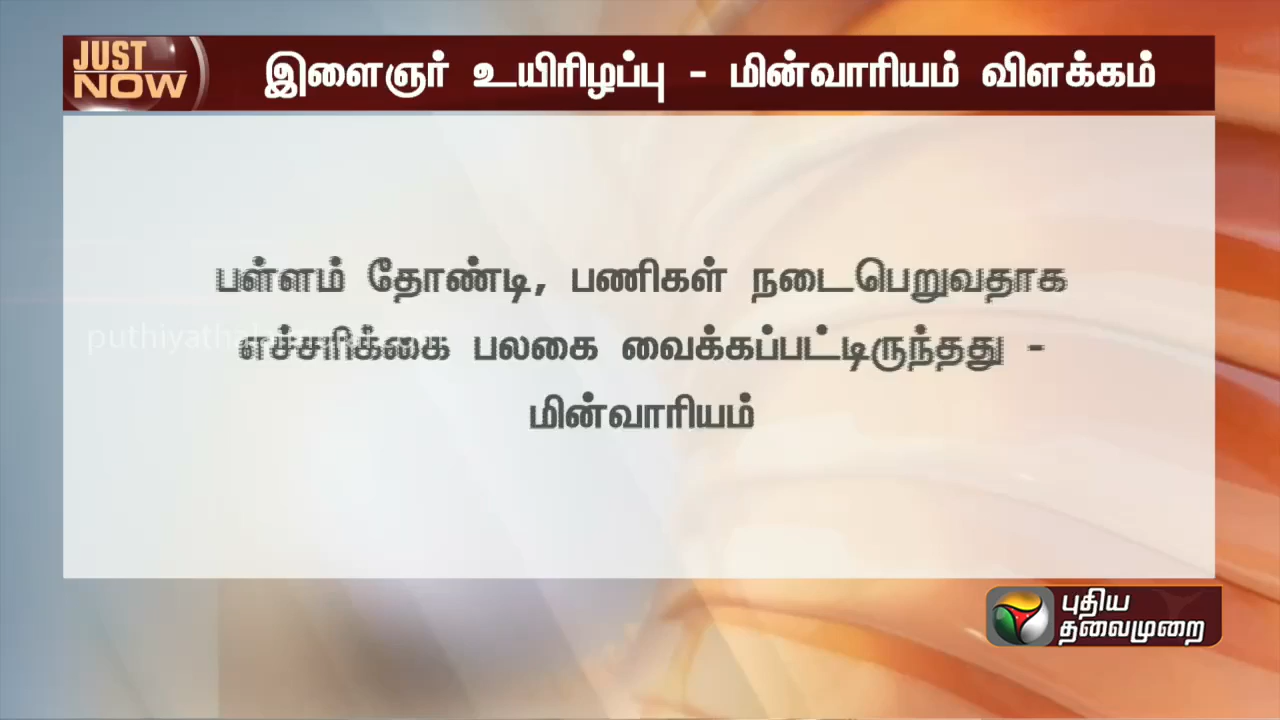 JUST
NOW
இளைஞர் உயிரிழப்பு - மின்வாரியம் விளக்கம்
பள்ளம் தோண்டி, பணிகள் நடைபெறுவதாக
எச்சரிக்கை பலகை வைக்கப்பட்டிருந்தது -
மின்வாரியம்
புதிய
தலைமுறை